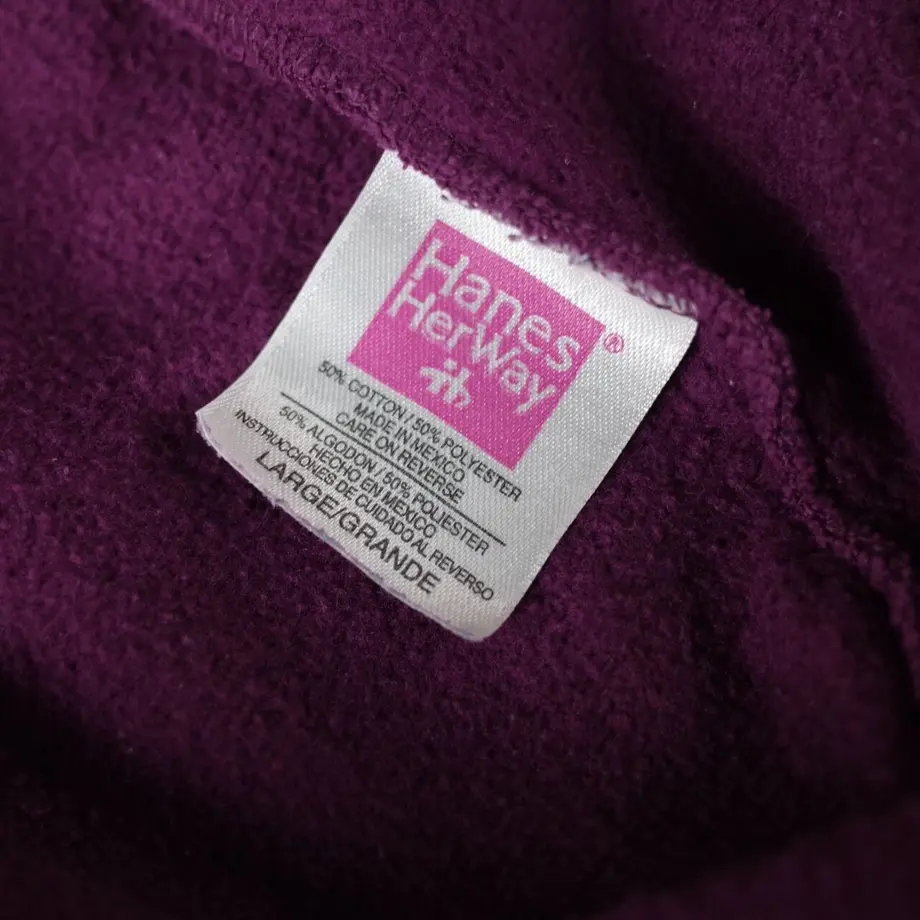 Hanes
HerWay
®
50% COTTON / 50% POLYESTER
MADE IN MEXICO
CARE ON REVERSE
50% ALGODON / 50% POLIESTER
HECHO EN MEXICO
INSTRUCCIONES DE CUIDADO AL REVERSO
LARGE/GRANDE